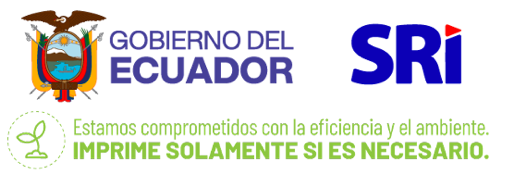 GOBIERNO DEL
ECUADOR
SRi
Estamos comprometidos con la eficiencia y el ambiente.
IMPRIME SOLAMENTE SI ES NECESARIO.